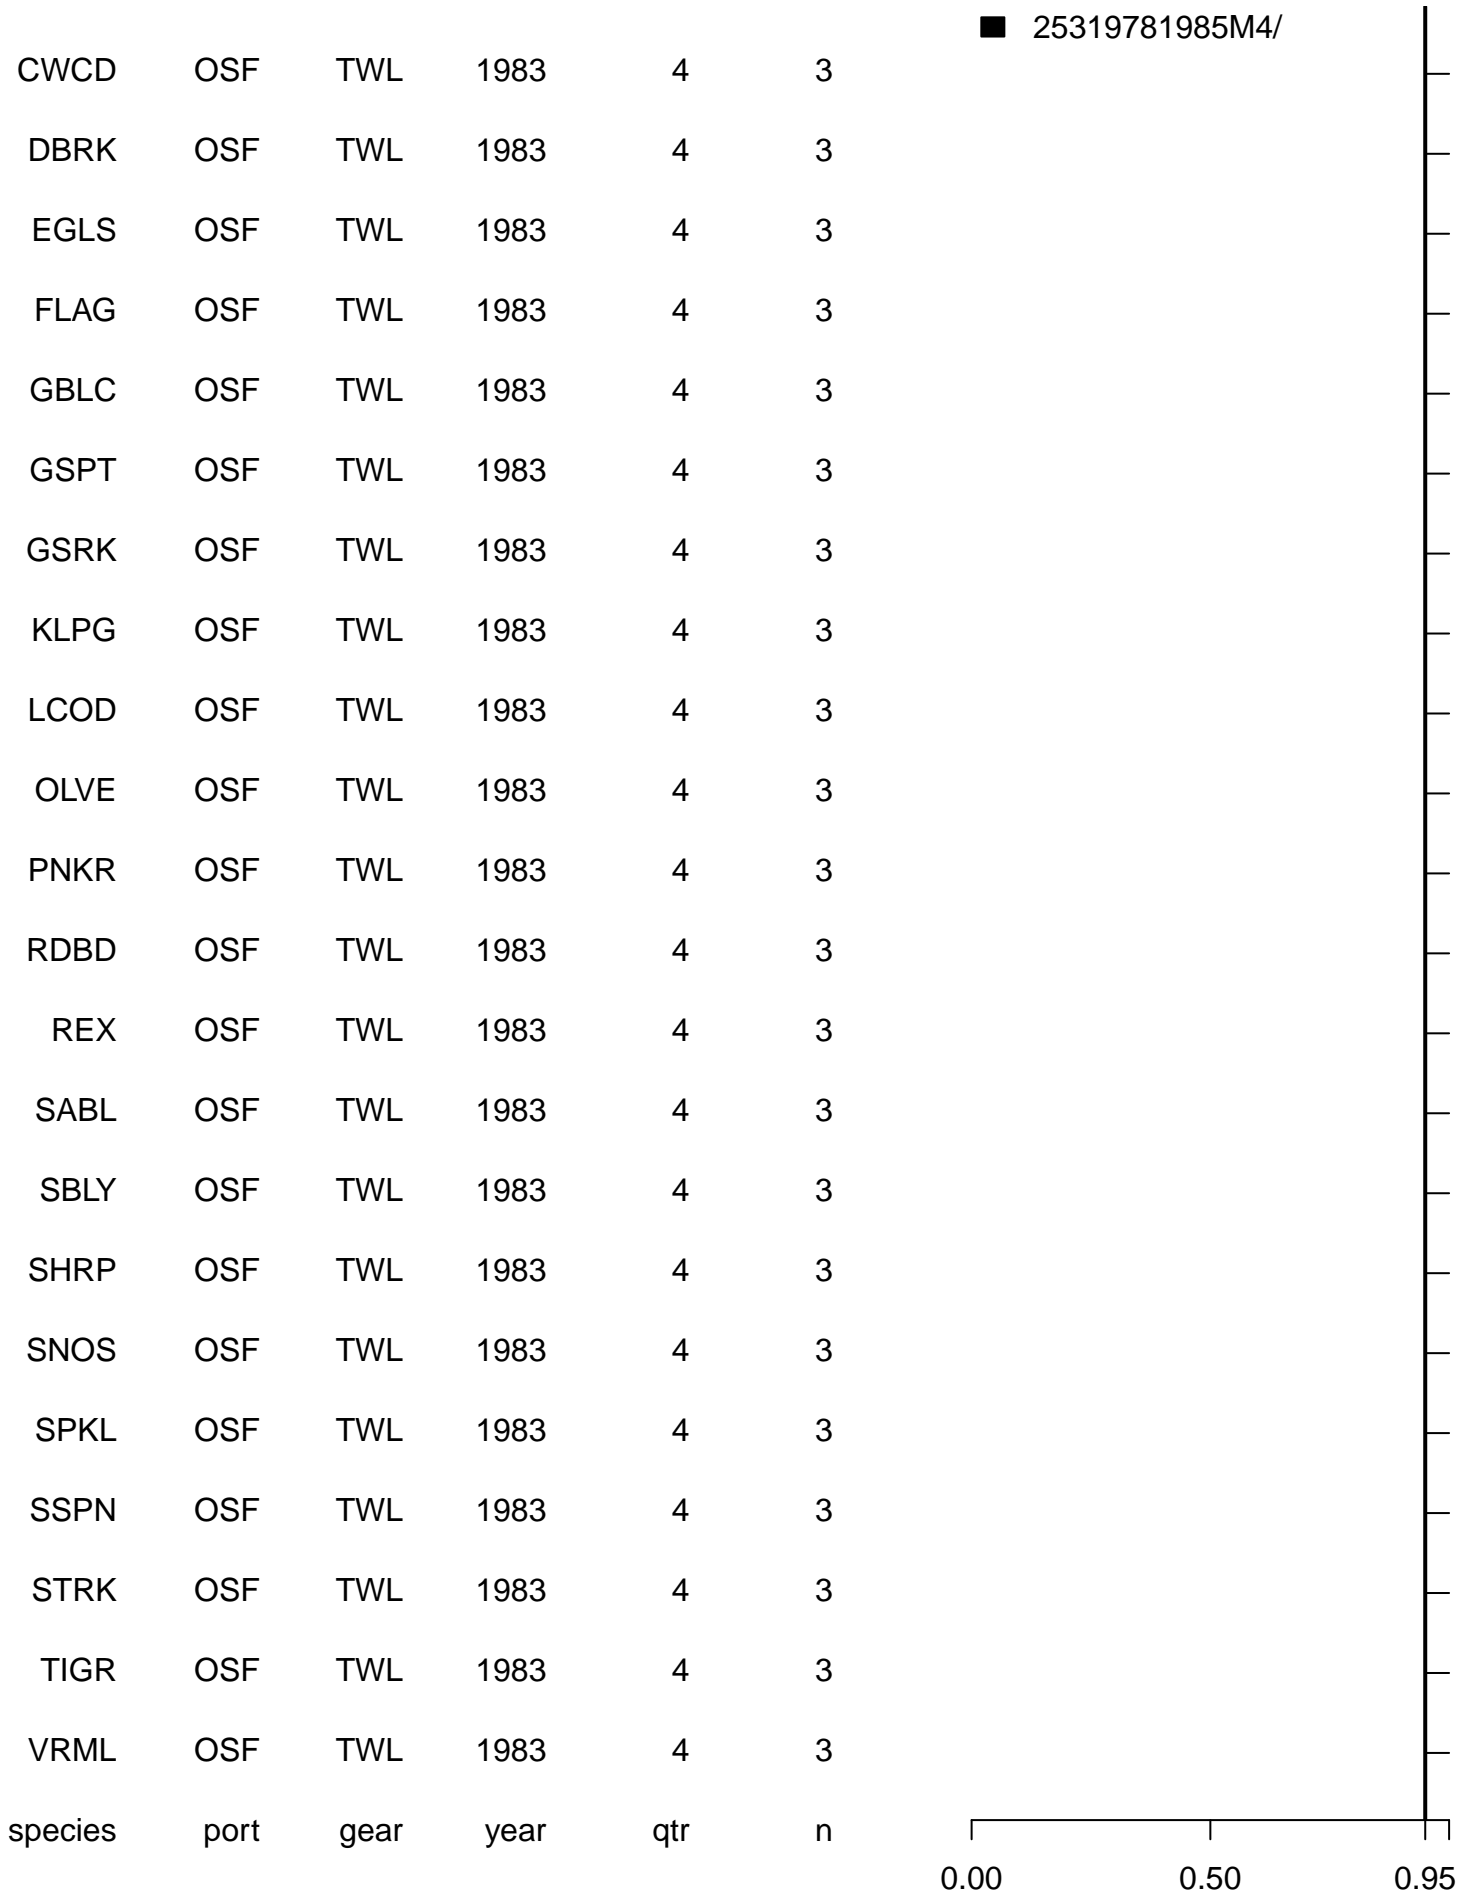 25319781985M4/
CWCD OSF TWL 1983 4 3
DBRK OSF TWL 1983 4 3
EGLS OSF TWL 1983 4 3
FLAG OSF TWL 1983 4 3
GBLC OSF TWL 1983 4 3
GSPT OSF TWL 1983 4 3
GSRK OSF TWL 1983 4 3
KLPG OSF TWL 1983 4 3
LCOD OSF TWL 1983 4 3
OLVE OSF TWL 1983 4 3
PNKR OSF TWL 1983 4 3
RDBD OSF TWL 1983 4 3
REX OSF TWL 1983 4 3
SABL OSF TWL 1983 4 3
SBLY OSF TWL 1983 4 3
SHRP OSF TWL 1983 4 3
SNOS OSF TWL 1983 4 3
SPKL OSF TWL 1983 4 3
SSPN OSF TWL 1983 4 3
STRK OSF TWL 1983 4 3
TIGR OSF TWL 1983 4 3
VRML OSF TWL 1983 4 3
species port gear year qtr n
0.00 0.50 0.95